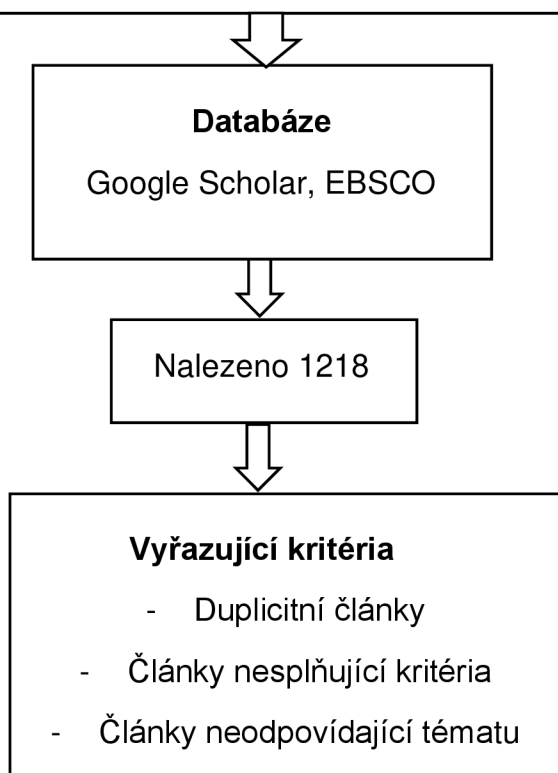 Databáze
Google Scholar, EBSCO
Nalezeno 1218
Vyřazující kritéria
- Duplicitní články
- Články nesplňující kritéria
- Články neodpovídající tématu